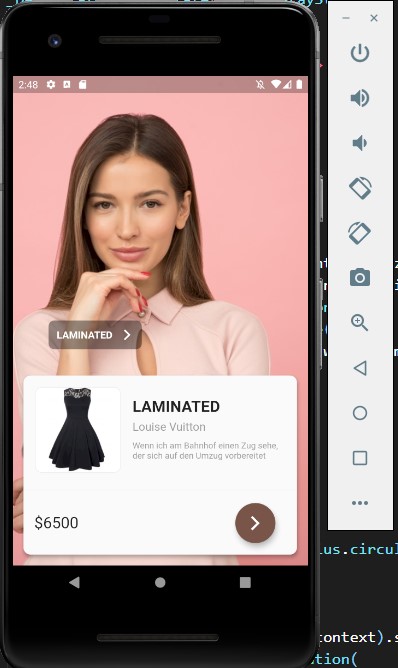 2:48
LAMINATED
LAMINATED
Louise Vuitton
Wenn ich am Bahnhof einen Zug sehe,
der sich auf den Umzug vorbereitet
$6500
ius.circul
context).s
tion(